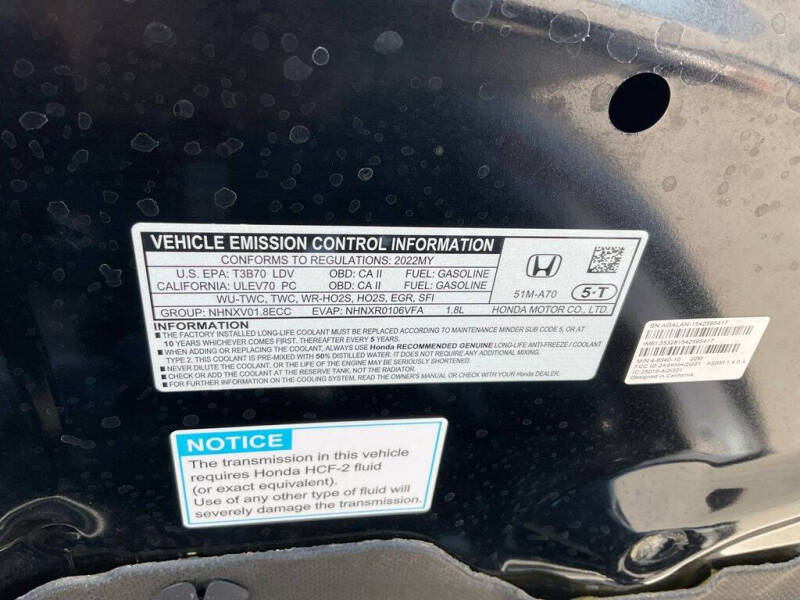 VEHICLE EMISSION CONTROL INFORMATION
CONFORMS TO REGULATIONS: 2022MY
U.S. EPA: T3B70 LDV OBD: CA II FUEL: GASOLINE
CALIFORNIA: ULEV70 PC OBD: CA II FUEL: GASOLINE
WU-TWC, TWC, WR-HO2S, HO2S, EGR, SFI
GROUP: NHNXV01.8ECC EVAP: NHNXR0106VFA 1.8L
51M-A70
5-T
HONDA MOTOR CO., LTD.
INFORMATION
■ THE FACTORY INSTALLED LONG-LIFE COOLANT MUST BE REPLACED ACCORDING TO MAINTENANCE MINDER SUB CODE 5, OR AT
10 YEARS WHICHEVER COMES FIRST. THEREAFTER EVERY 5 YEARS.
■ WHEN ADDING OR REPLACING COOLANT, ALWAYS USE Honda RECOMMENDED GENUINE LONG-LIFE ANTI-FREEZE / COOLANT
TYPE 2. THIS COOLANT IS PRE-MIXED WITH 50% DISTILLED WATER. IT DOES NOT REQUIRE ANY ADDITIONAL MIXING.
■ NEVER DILUTE THE COOLANT, OR THE ENGINE MAY BECOME SERIOUSLY DAMAGED OR ITS LIFE MAY BE SERIOUSLY SHORTENED.
■ CHECK AND ADD COOLANT AT THE RESERVE TANK, NOT THE RADIATOR.
■ FOR FURTHER INFORMATION ON THE COOLING SYSTEM, READ THE OWNER'S MANUAL OR CHECK WITH YOUR Honda DEALER.
NOTICE
The transmission in this vehicle
requires Honda HCF-2 fluid
(or exact equivalent).
Use of any other type of fluid will
severely damage the transmission.
Designed in California